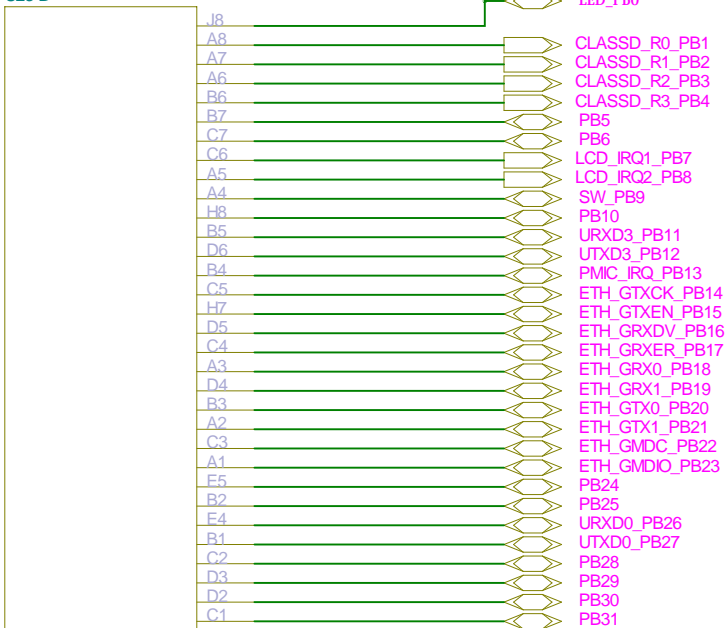 LED_PB0
J8
A8 CLASSD_R0_PB1
A7 CLASSD_R1_PB2
A6 CLASSD_R2_PB3
B6 CLASSD_R3_PB4
B7 PB5
C7 PB6
C6 LCD_IRQ1_PB7
A5 LCD_IRQ2_PB8
A4 SW_PB9
H8 PB10
B5 URXD3_PB11
D6 UTXD3_PB12
B4 PMIC_IRQ_PB13
C5 ETH_GTXCK_PB14
H7 ETH_GTXEN_PB15
D5 ETH_GRXDV_PB16
C4 ETH_GRXER_PB17
A3 ETH_GRX0_PB18
D4 ETH_GRX1_PB19
B3 ETH_GTX0_PB20
A2 ETH_GTX1_PB21
C3 ETH_GMDC_PB22
A1 ETH_GMDIO_PB23
E5 PB24
B2 PB25
E4 URXD0_PB26
B1 UTXD0_PB27
C2 PB28
D3 PB29
D2 PB30
C1 PB31